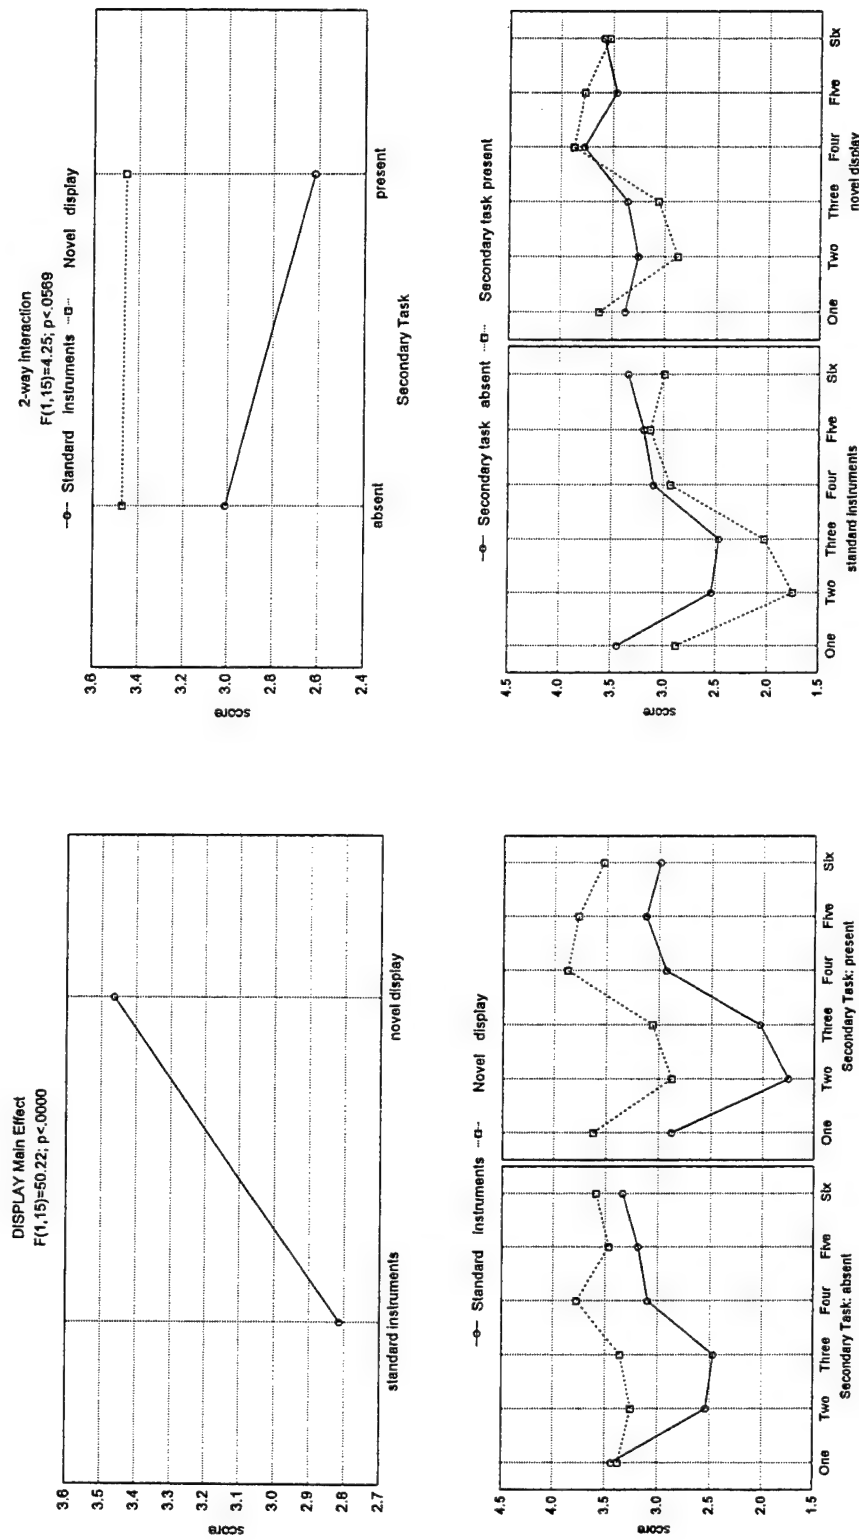 DISPLAY Main Effect
F(1,15)=50.22; p<.0000
score
3.6
3.5
3.4
3.3
3.2
3.1
3.0
2.9
2.8
2.7
standard instruments
novel display
2-way interaction
F(1,15)=4.25; p<.0569
Standard instruments
Novel display
score
3.6
3.4
3.2
3.0
2.8
2.6
2.4
absent
present
Secondary Task
Standard instruments
Novel display
score
4.5
4.0
3.5
3.0
2.5
2.0
1.5
One Two Three Four Five Six
Secondary Task: absent
One Two Three Four Five Six
Secondary Task: present
Secondary task absent
Secondary task present
score
4.5
4.0
3.5
3.0
2.5
2.0
1.5
One Two Three Four Five Six
standard instruments
One Two Three Four Five Six
novel display